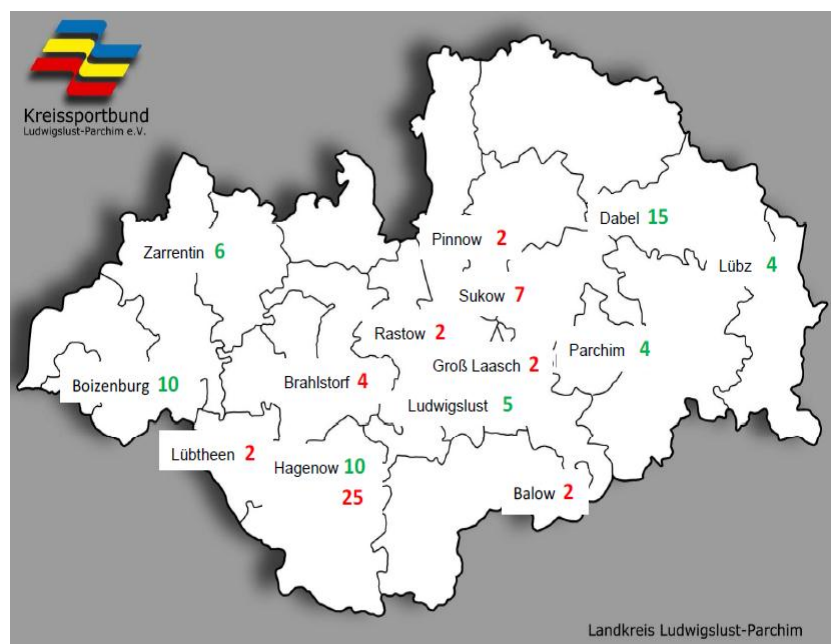 Kreissportbund
Ludwigslust-Parchim e.V.
Dabel 15
Pinnow 2
Zarrentin 6
Lübz 4
Sukow 7
Rastow 2
Parchim 4
Groß Laasch 2
Brahlstorf 4
Boizenburg 10
Ludwigslust 5
Lübtheen 2
Hagenow 10
25
Balow 2
Landkreis Ludwigslust-Parchim